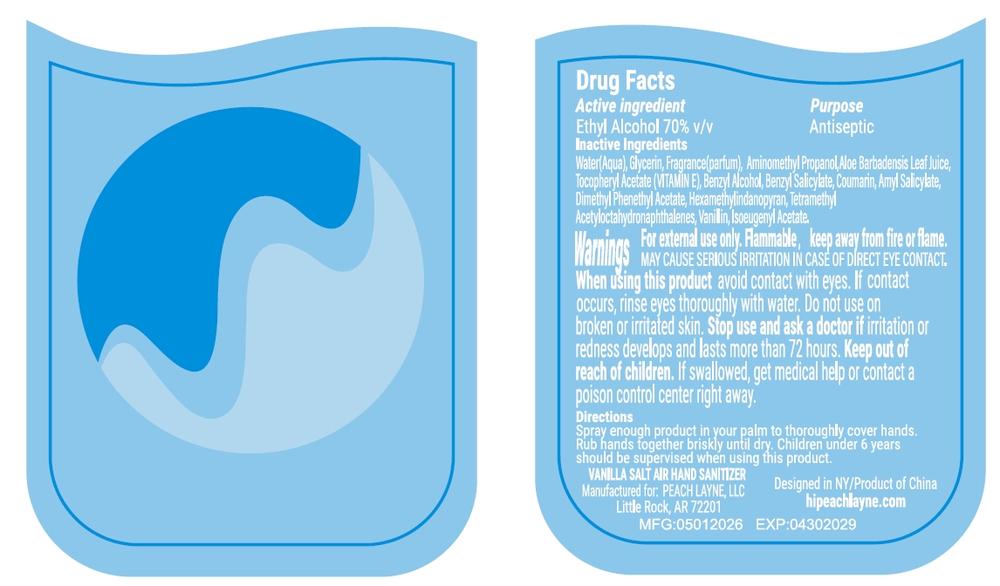 Drug Facts
Active ingredient Purpose
Ethyl Alcohol 70% v/v Antiseptic
Inactive Ingredients
Water(Aqua), Glycerin, Fragrance(parfum), Aminomethyl Propanol,Aloe Barbadensis Leaf Juice,
Tocopheryl Acetate (VITAMIN E), Benzyl Alcohol, Benzyl Salicylate, Coumarin, Amyl Salicylate,
Dimethyl Phenethyl Acetate, Hexamethylindanopyran, Tetramethyl
Acetyloctahydronaphthalenes, Vanillin, Isoeugenyl Acetate.
Warnings For external use only. Flammable, keep away from fire or flame.
MAY CAUSE SERIOUS IRRITATION IN CASE OF DIRECT EYE CONTACT.
When using this product avoid contact with eyes. If contact
occurs, rinse eyes thoroughly with water. Do not use on
broken or irritated skin. Stop use and ask a doctor if irritation or
redness develops and lasts more than 72 hours. Keep out of
reach of children. If swallowed, get medical help or contact a
poison control center right away.
Directions
Spray enough product in your palm to thoroughly cover hands.
Rub hands together briskly until dry. Children under 6 years
should be supervised when using this product.
VANILLA SALT AIR HAND SANITIZER
Manufactured for: PEACH LAYNE, LLC
Little Rock, AR 72201
Designed in NY/Product of China
hipeachlayne.com
MFG:05012026 EXP:04302029